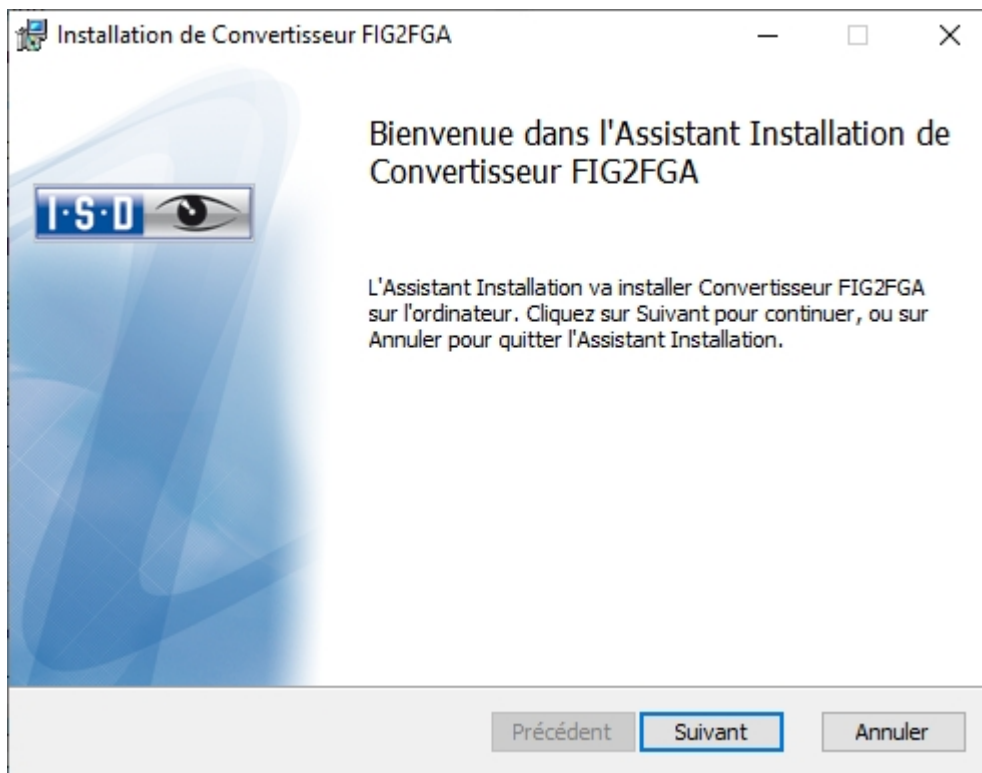 Installation de Convertisseur FIG2FGA
Bienvenue dans l'Assistant Installation de
Convertisseur FIG2FGA
I·S·D
L'Assistant Installation va installer Convertisseur FIG2FGA
sur l'ordinateur. Cliquez sur Suivant pour continuer, ou sur
Annuler pour quitter l'Assistant Installation.
Précédent
Suivant
Annuler